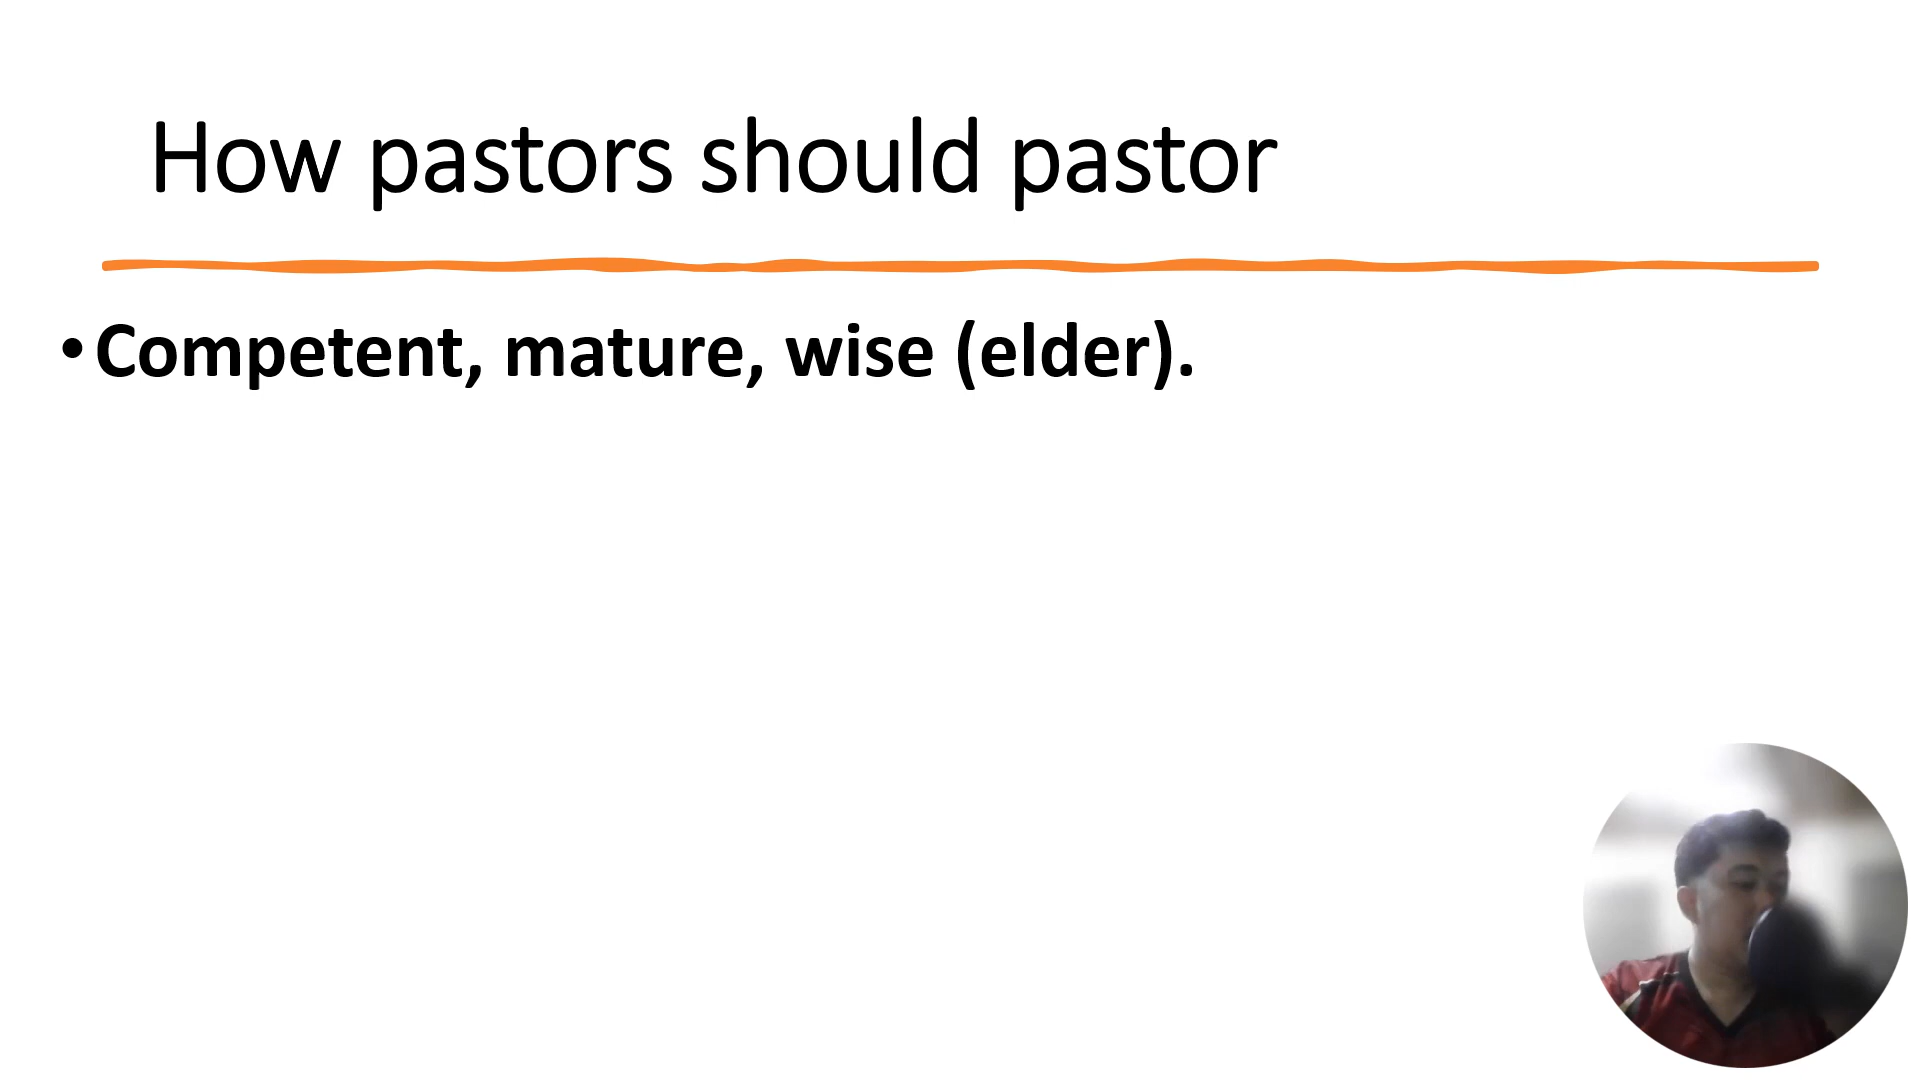 How pastors should pastor
•Competent, mature, wise (elder).